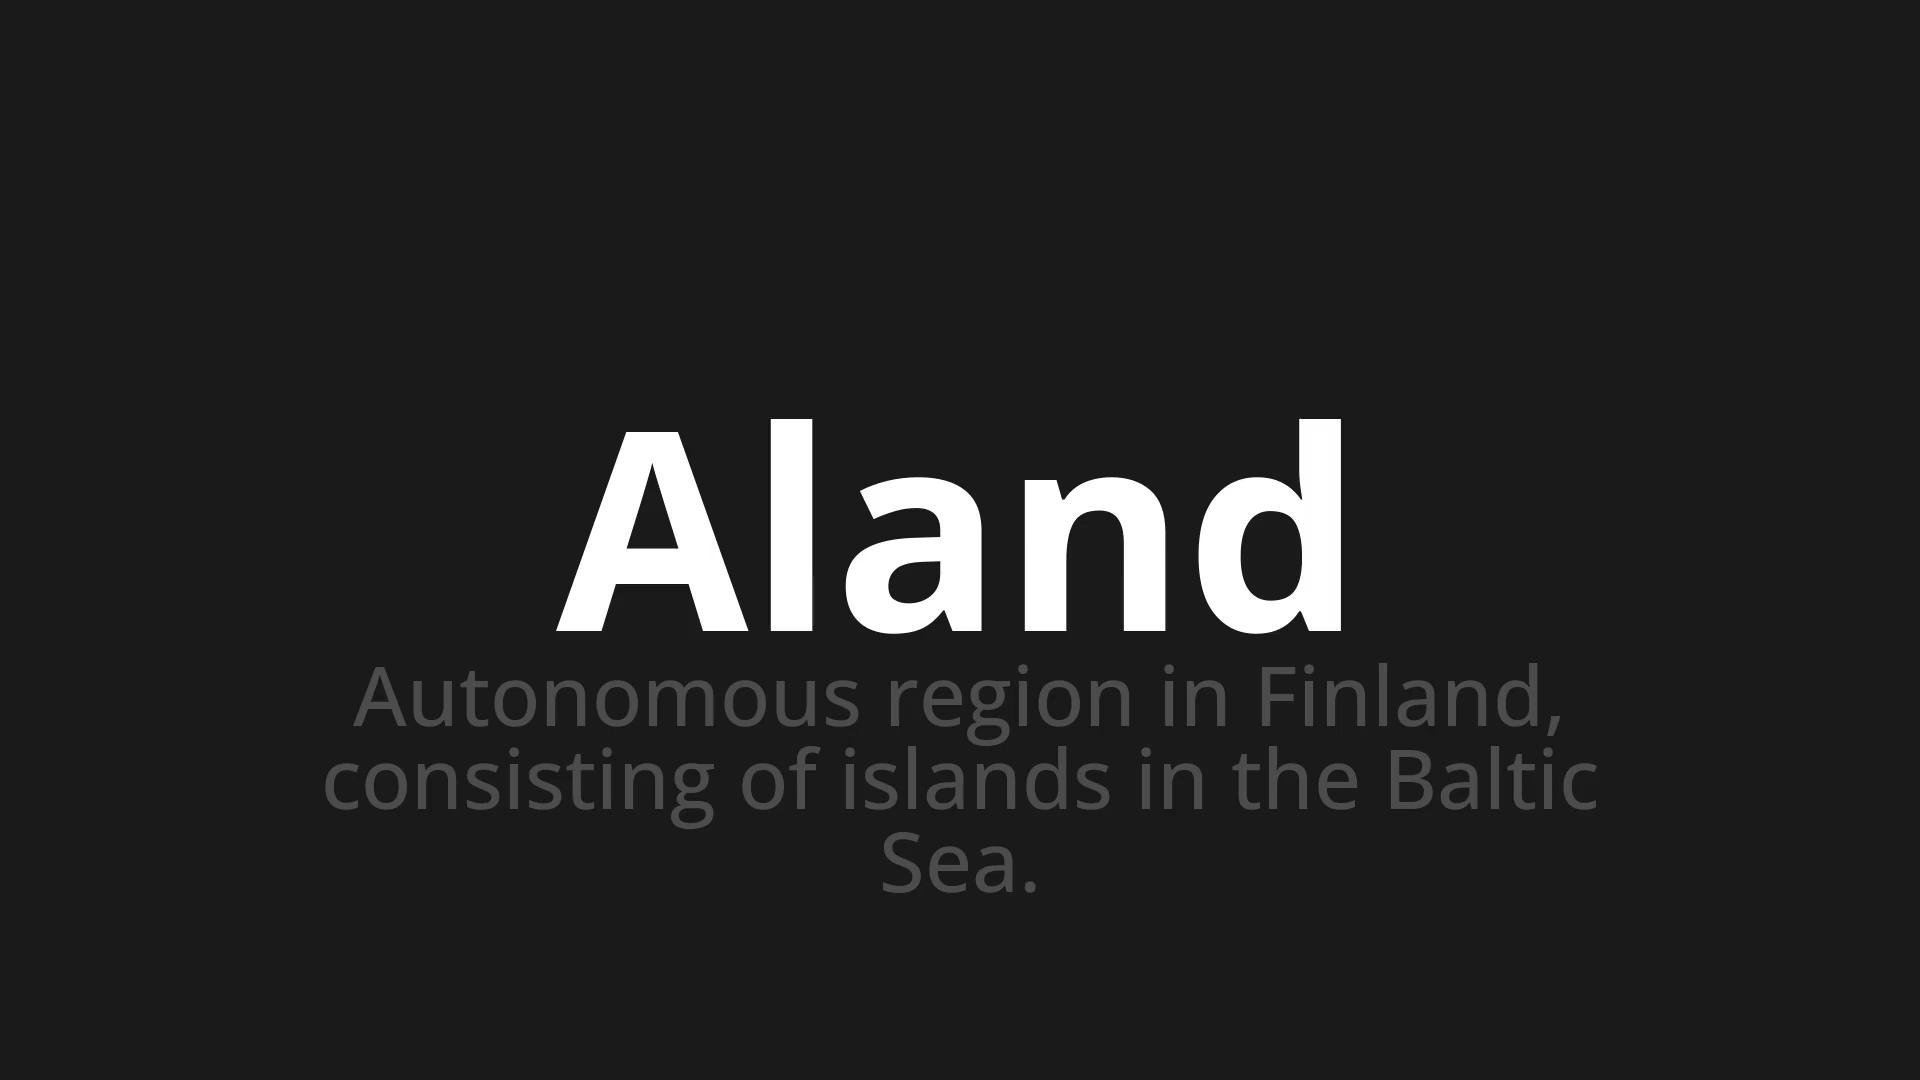 Aland
Autonomous region in Finland,
consisting of islands in the Baltic
Sea.